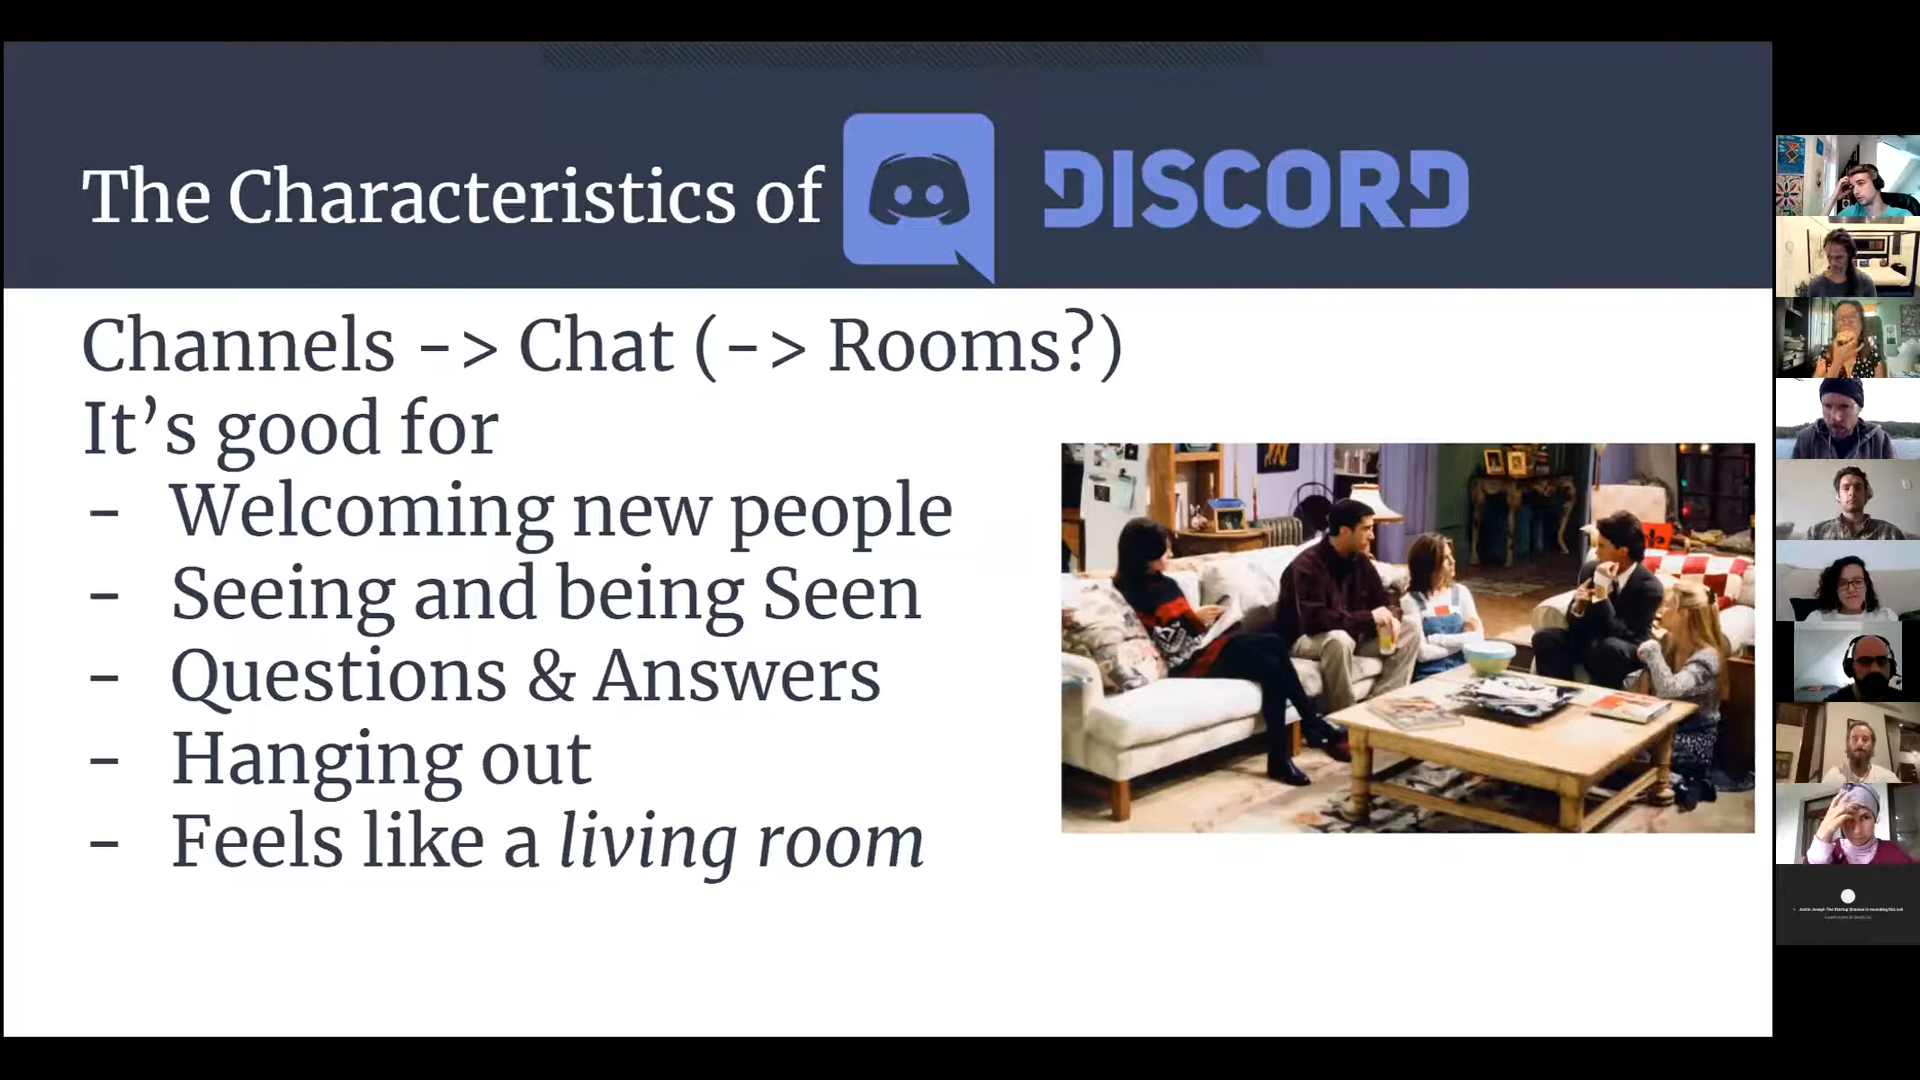 The Characteristics of DISCORD
Channels -> Chat (-> Rooms?)
It’s good for
- Welcoming new people
- Seeing and being Seen
- Questions & Answers
- Hanging out
- Feels like a living room